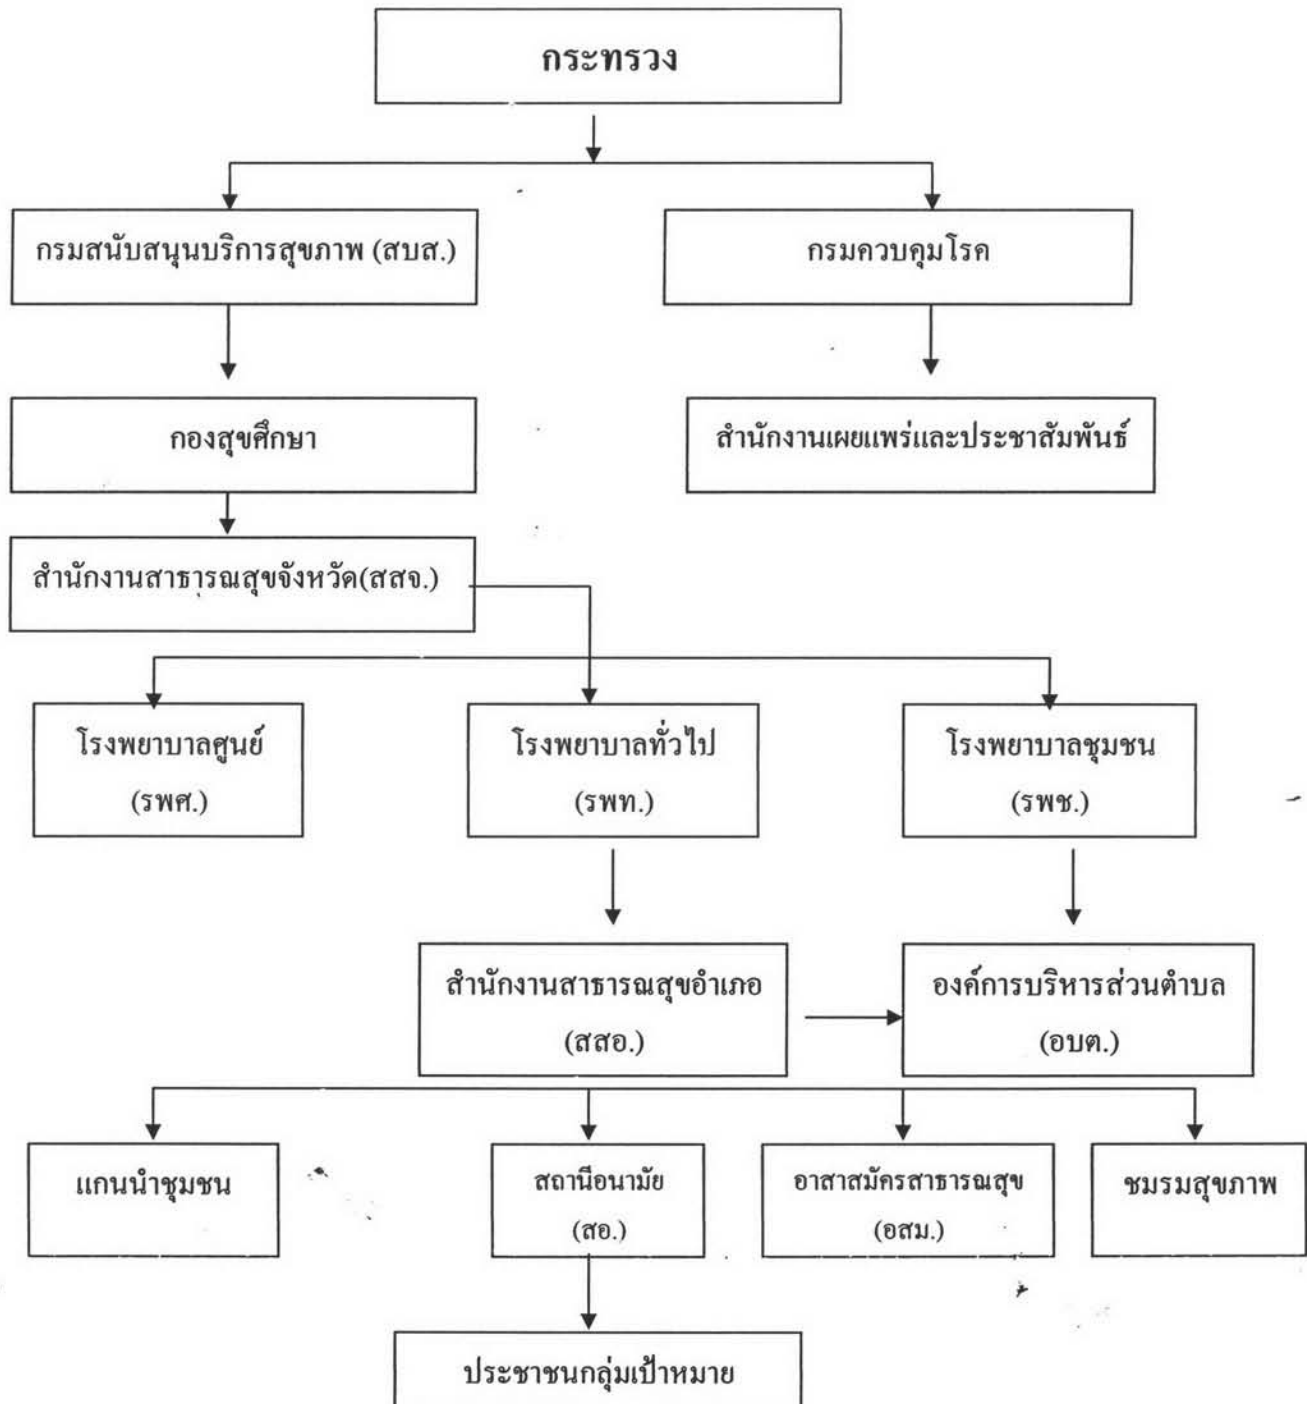 กระทรวง
กรมสนับสนุนบริการสุขภาพ (สบส.)
กรมควบคุมโรค
กองสุขศึกษา
สำนักงานเผยแพร่และประชาสัมพันธ์
สำนักงานสาธารณสุขจังหวัด(สสจ.)
โรงพยาบาลศูนย์
(รพศ.)
โรงพยาบาลทั่วไป
(รพท.)
โรงพยาบาลชุมชน
(รพช.)
สำนักงานสาธารณสุขอำเภอ
(สสอ.)
องค์การบริหารส่วนตำบล
(อบต.)
แกนนำชุมชน
สถานีอนามัย
(สอ.)
อาสาสมัครสาธารณสุข
(อสม.)
ชมรมสุขภาพ
ประชาชนกลุ่มเป้าหมาย